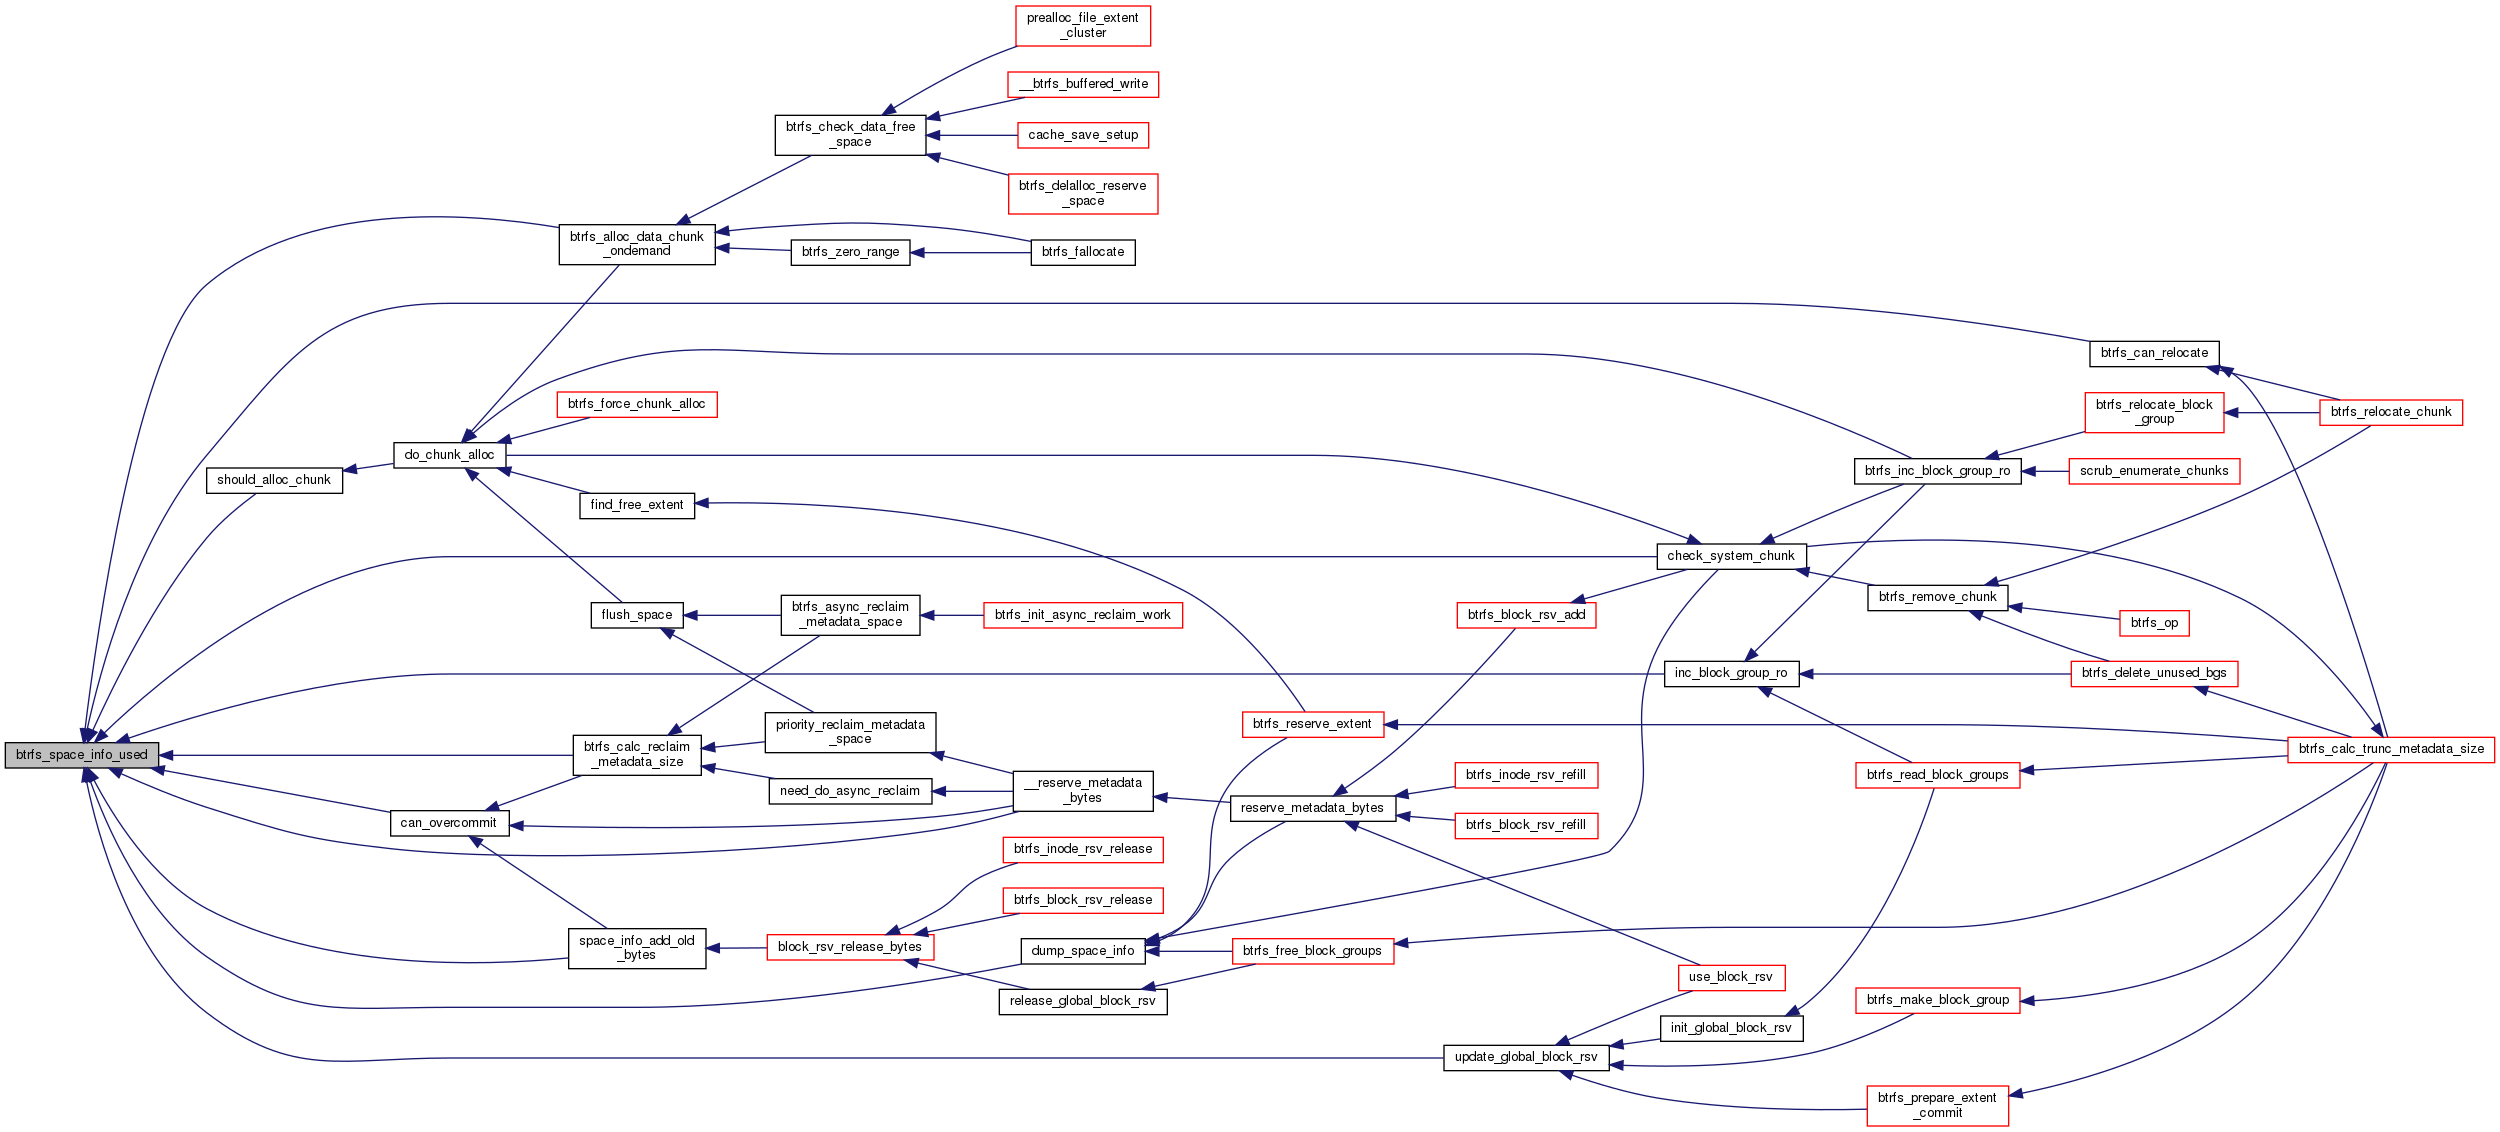 prealloc_file_extent
_cluster
__btrfs_buffered_write
btrfs_check_data_free
_space
cache_save_setup
btrfs_delalloc_reserve
_space
btrfs_alloc_data_chunk
_ondemand
btrfs_zero_range
btrfs_fallocate
btrfs_can_relocate
btrfs_force_chunk_alloc
btrfs_relocate_block
_group
btrfs_relocate_chunk
do_chunk_alloc
btrfs_inc_block_group_ro
scrub_enumerate_chunks
should_alloc_chunk
find_free_extent
check_system_chunk
btrfs_remove_chunk
flush_space
btrfs_async_reclaim
_metadata_space
btrfs_init_async_reclaim_work
btrfs_block_rsv_add
btrfs_op
inc_block_group_ro
btrfs_delete_unused_bgs
btrfs_reserve_extent
priority_reclaim_metadata
_space
btrfs_space_info_used
btrfs_calc_reclaim
_metadata_size
btrfs_calc_trunc_metadata_size
need_do_async_reclaim
__reserve_metadata
_bytes
btrfs_inode_rsv_refill
btrfs_read_block_groups
reserve_metadata_bytes
can_overcommit
btrfs_block_rsv_refill
btrfs_inode_rsv_release
btrfs_block_rsv_release
space_info_add_old
_bytes
block_rsv_release_bytes
dump_space_info
btrfs_free_block_groups
use_block_rsv
release_global_block_rsv
btrfs_make_block_group
init_global_block_rsv
update_global_block_rsv
btrfs_prepare_extent
_commit